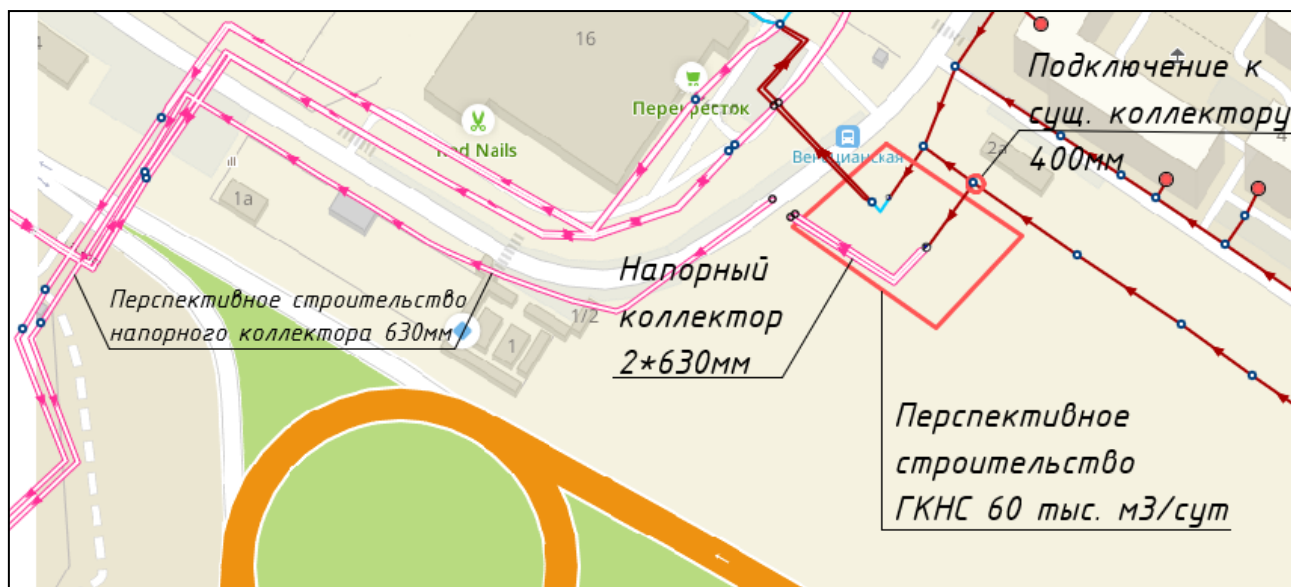 16
Перекресток
Red Nails
1а
Венецианская
2а
Подключение к
сущ. коллектору
400мм
Перспективное строительство
напорного коллектора 630мм
1/2
1
Напорный
коллектор
2*630мм
Перспективное
строительство
ГКНС 60 тыс. м3/сут